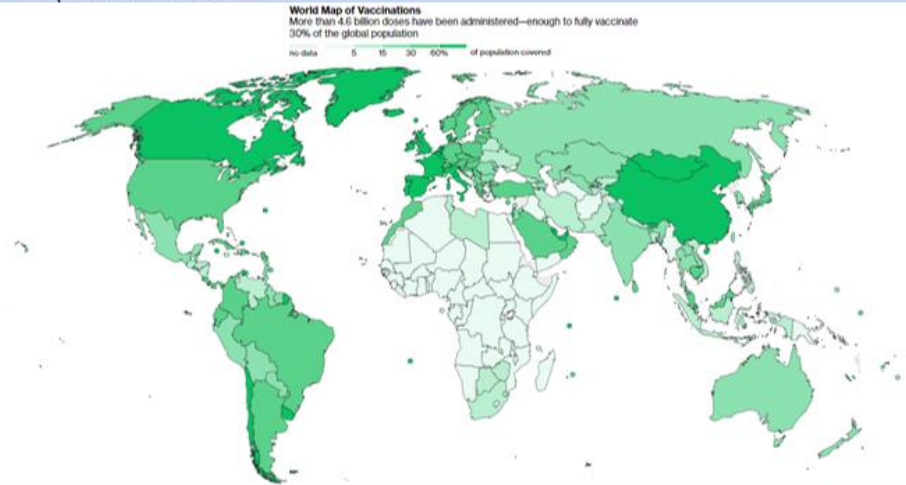 World Map of Vaccinations
More than 4.6 billion doses have been administered—enough to fully vaccinate
30% of the global population
no data 5 15 30 60% of population covered